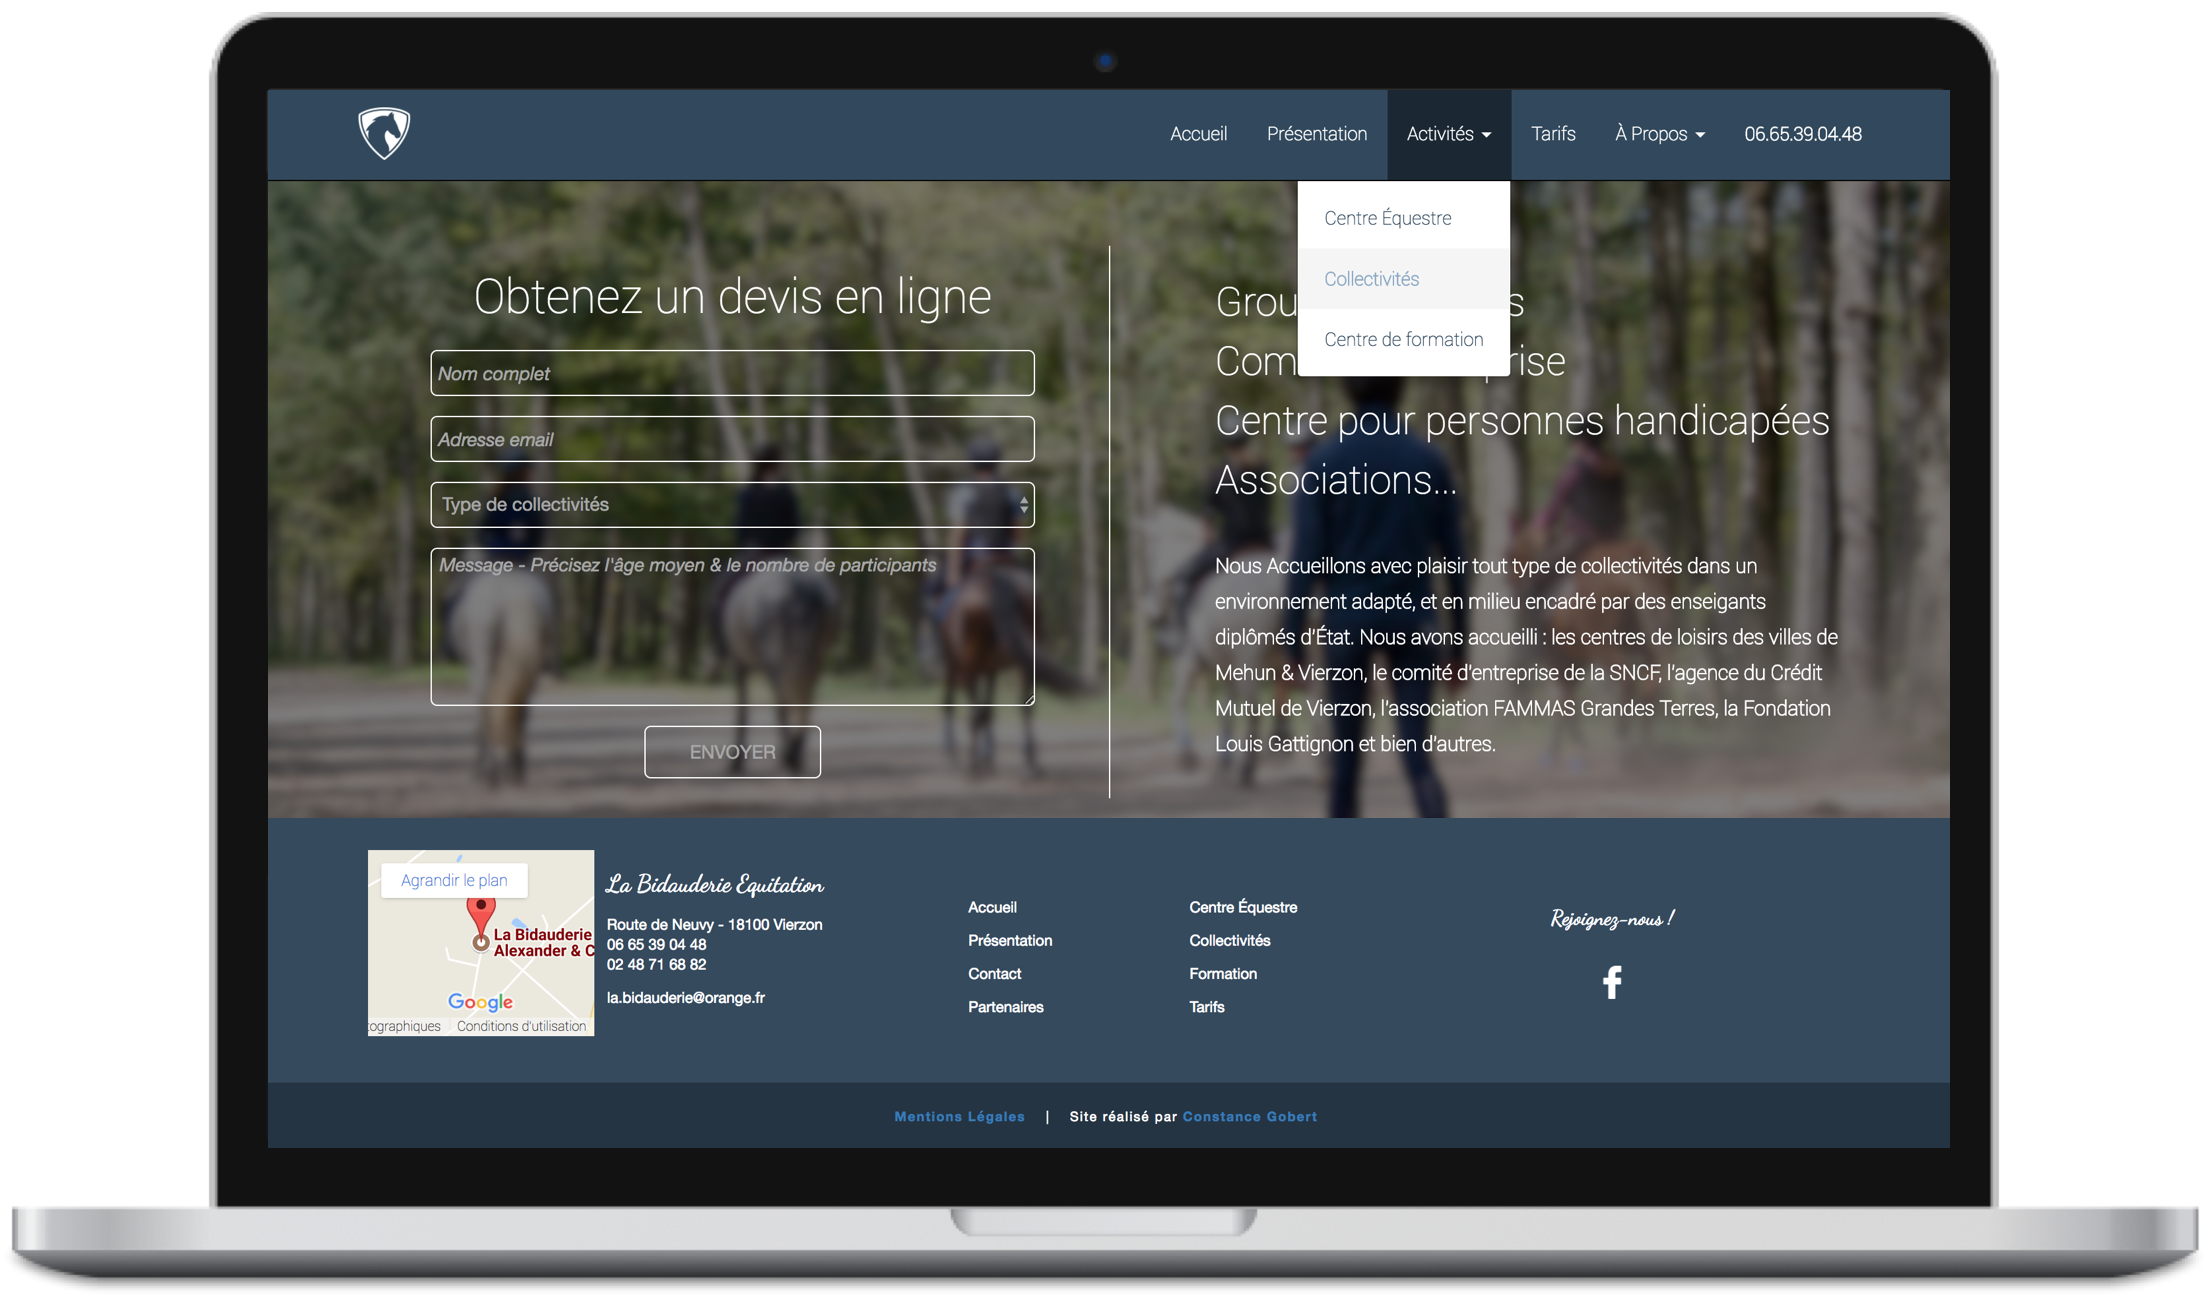 Accueil Présentation Activités Tarifs À Propos 06.65.39.04.48
Centre Équestre
Collectivités
Centre de formation
Obtenez un devis en ligne
Nom complet
Adresse email
Type de collectivités
Message - Précisez l'âge moyen & le nombre de participants
ENVOYER
Centre pour personnes handicapées
Associations...
Nous Accueillons avec plaisir tout type de collectivités dans un
environnement adapté, et en milieu encadré par des enseigants
diplômés d'État. Nous avons accueilli : les centres de loisirs des villes de
Mehun & Vierzon, le comité d'entreprise de la SNCF, l'agence du Crédit
Mutuel de Vierzon, l'association FAMMAS Grandes Terres, la Fondation
Louis Gattignon et bien d'autres.
Agrandir le plan
La Bidauderie
Alexander & C
Google
Conditions d'utilisation
La Bidauderie Equitation
Route de Neuvy - 18100 Vierzon
06 65 39 04 48
02 48 71 68 82
la.bidauderie@orange.fr
Accueil
Présentation
Contact
Partenaires
Centre Équestre
Collectivités
Formation
Tarifs
Rejoignez-nous !
f
Mentions Légales | Site réalisé par Constance Gobert